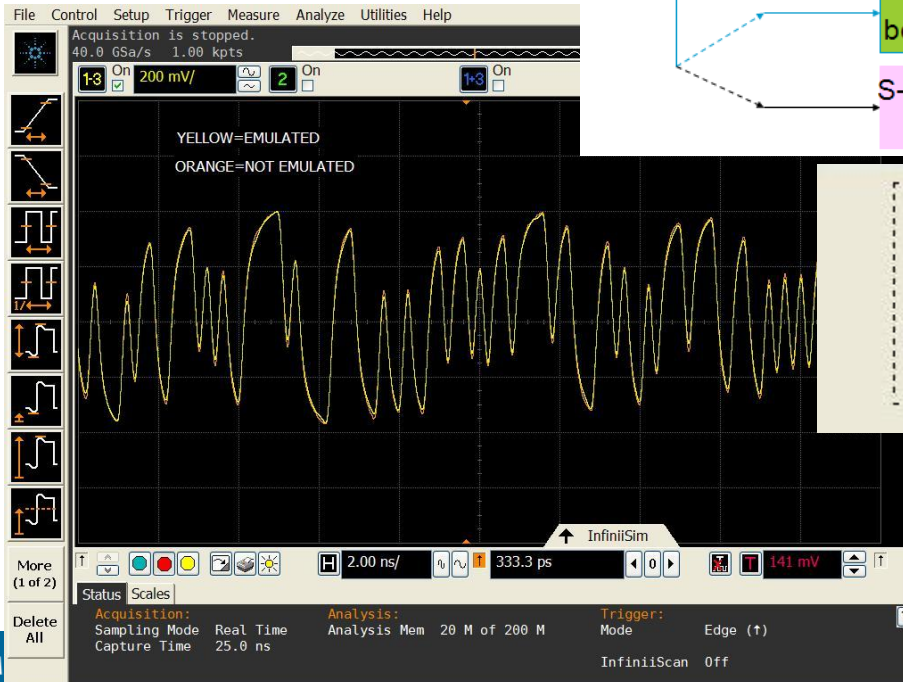 File Control Setup Trigger Measure Analyze Utilities Help
Acquisition is stopped.
40.0 GSa/s 1.00 kpts
1-3 On 200 mV/ 2 On 1+3 On
YELLOW=EMULATED
ORANGE=NOT EMULATED
S-
1/
InfiniiSim
More
(1 of 2)
H 2.00 ns/ 333.3 ps 0 T 141 mV
Status Scales
Delete
All
Acquisition:
Sampling Mode Real Time
Capture Time 25.0 ns
Analysis:
Analysis Mem 20 M of 200 M
Trigger:
Mode Edge (↑)
InfiniiScan Off